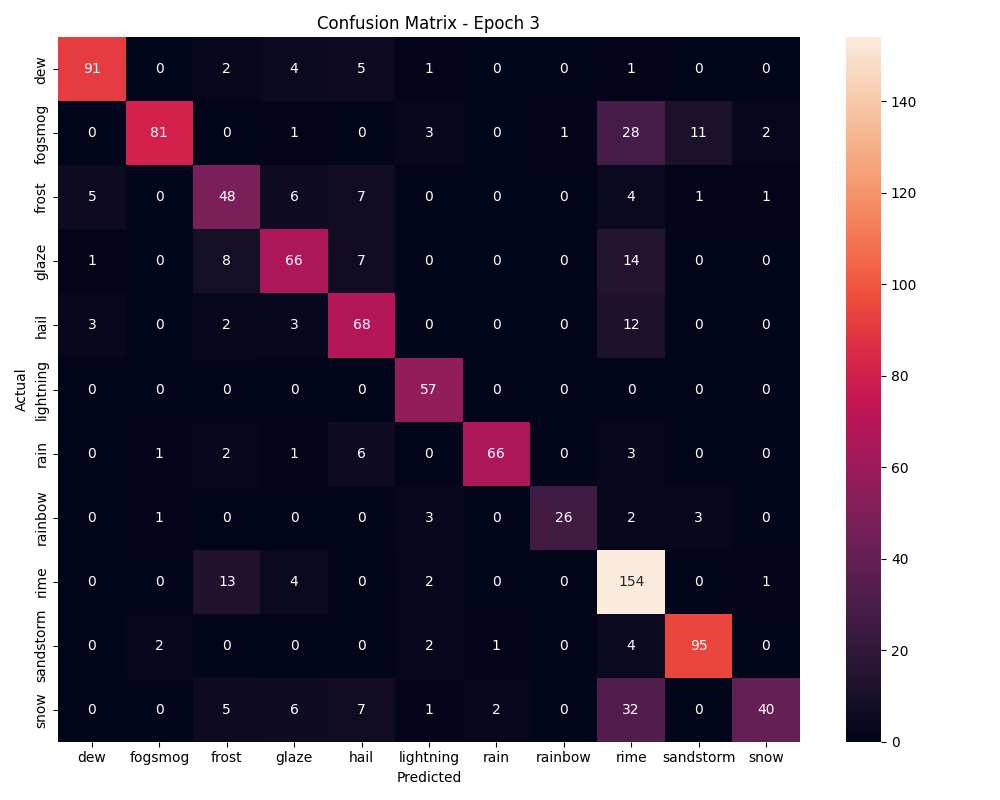 Confusion Matrix - Epoch 3
Actual
dew 91 0 2 4 5 1 0 0 1 0 0
fogsmog 0 81 0 1 0 3 0 1 28 11 2
frost 5 0 48 6 7 0 0 0 4 1 1
glaze 1 0 8 66 7 0 0 0 14 0 0
hail 3 0 2 3 68 0 0 0 12 0 0
lightning 0 0 0 0 0 57 0 0 0 0 0
rain 0 1 2 1 6 0 66 0 3 0 0
rainbow 0 1 0 0 0 3 0 26 2 3 0
rime 0 0 13 4 0 2 0 0 154 0 1
sandstorm 0 2 0 0 0 2 1 0 4 95 0
snow 0 0 5 6 7 1 2 0 32 0 40
dew fogsmog frost glaze hail lightning rain rainbow rime sandstorm snow
Predicted
140
120
100
80
60
40
20
0